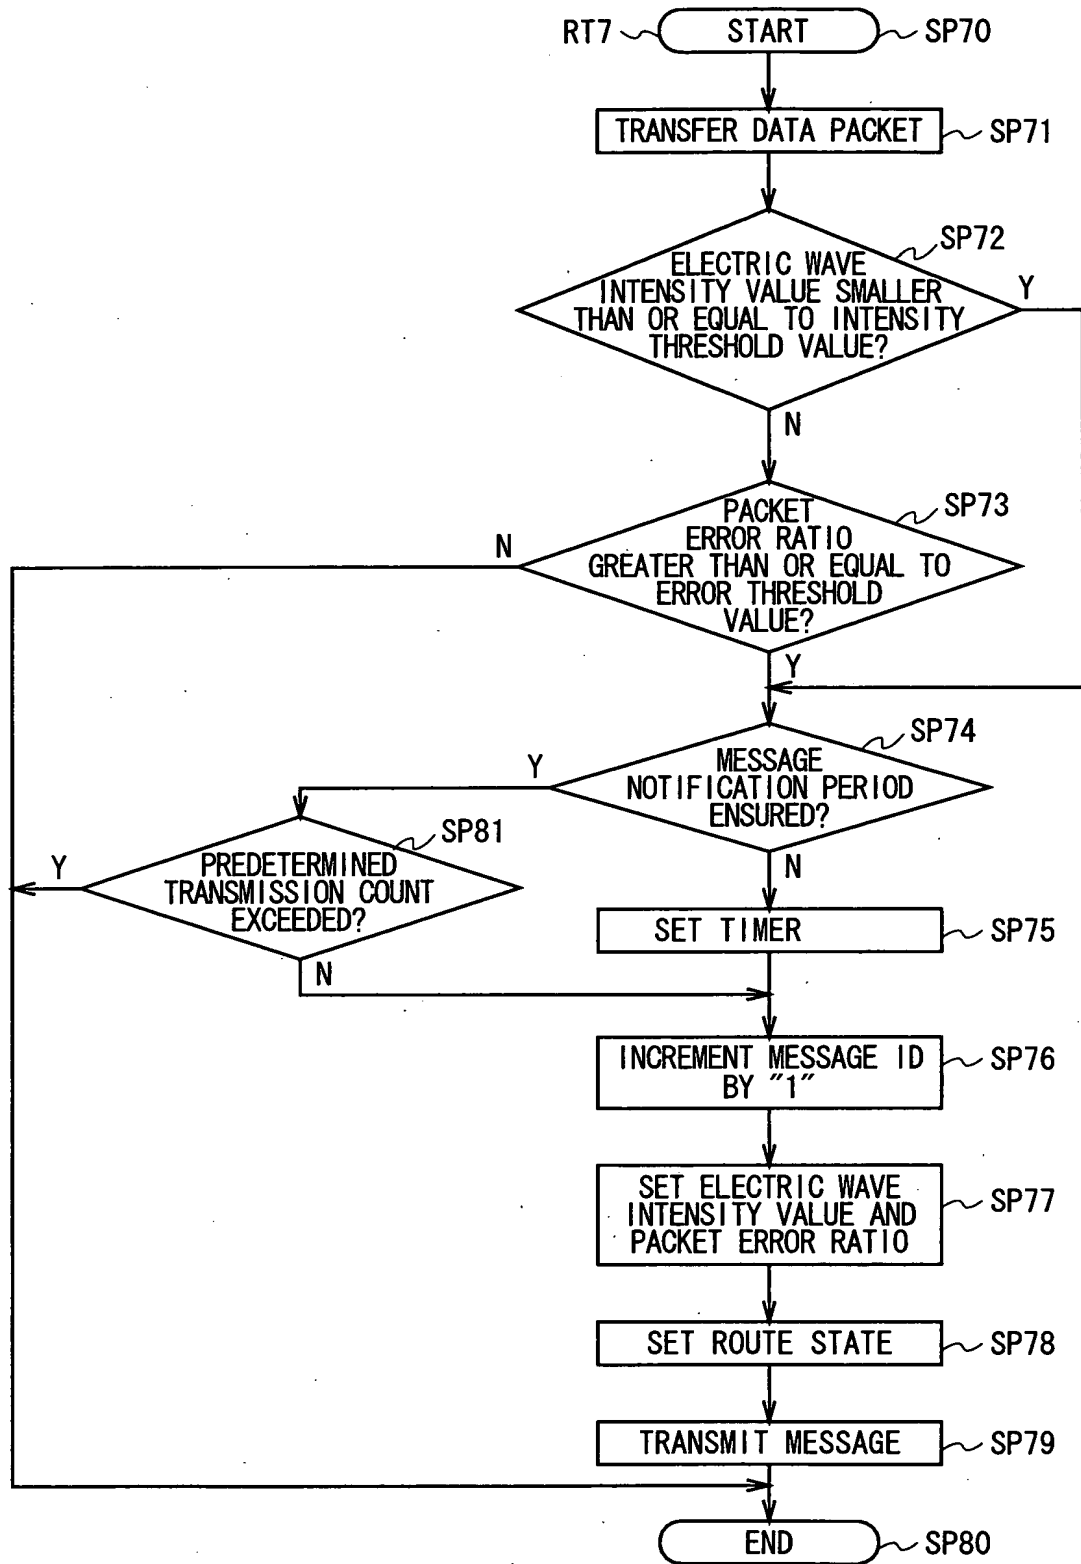 RT7
START
SP70
TRANSFER DATA PACKET
SP71
SP72
ELECTRIC WAVE
INTENSITY VALUE SMALLER
THAN OR EQUAL TO INTENSITY
THRESHOLD VALUE?
Y
N
SP73
PACKET
ERROR RATIO
GREATER THAN OR EQUAL TO
ERROR THRESHOLD
VALUE?
N
Y
SP74
MESSAGE
NOTIFICATION PERIOD
ENSURED?
Y
N
SP81
PREDETERMINED
TRANSMISSION COUNT
EXCEEDED?
Y
N
SET TIMER
SP75
INCREMENT MESSAGE ID
BY "1"
SP76
SET ELECTRIC WAVE
INTENSITY VALUE AND
PACKET ERROR RATIO
SP77
SET ROUTE STATE
SP78
TRANSMIT MESSAGE
SP79
END
SP80